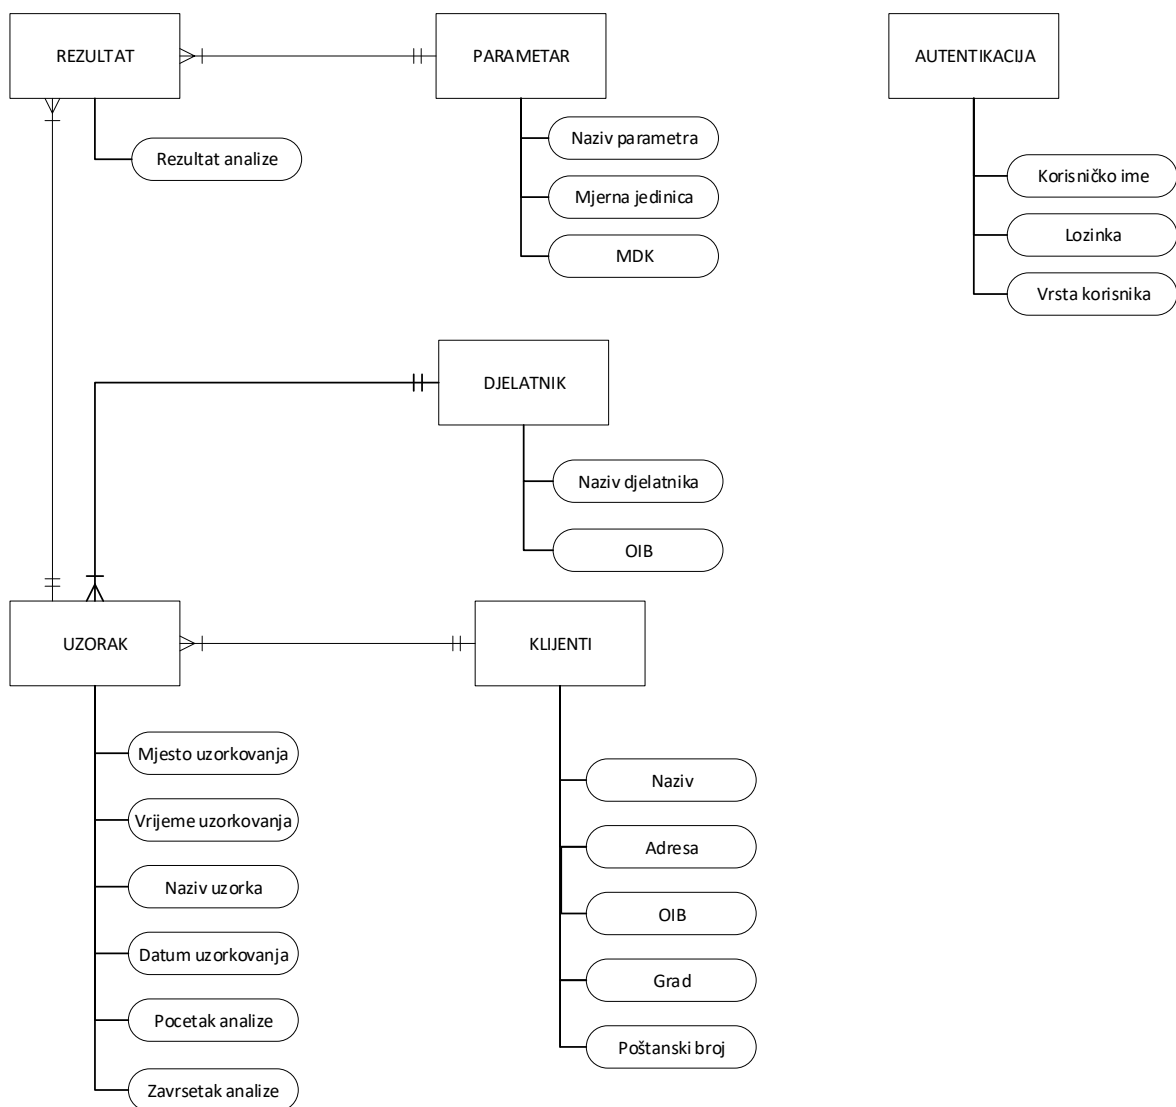 REZULTAT
PARAMETAR
AUTENTIKACIJA
Rezultat analize
Naziv parametra
Mjerna jedinica
MDK
Korisničko ime
Lozinka
Vrsta korisnika
DJELATNIK
Naziv djelatnika
OIB
UZORAK
KLIJENTI
Mjesto uzorkovanja
Vrijeme uzorkovanja
Naziv uzorka
Datum uzorkovanja
Pocetak analize
Zavrsetak analize
Naziv
Adresa
OIB
Grad
Poštanski broj